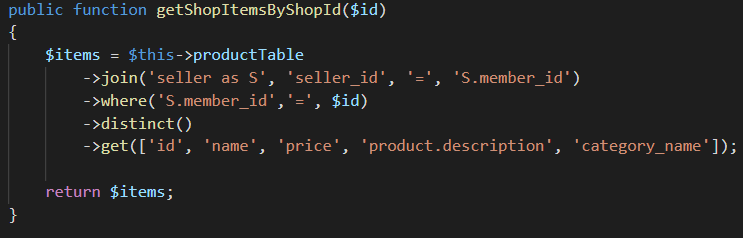 public function getShopItemsByShopId($id)
{
    $items = $this->productTable
        ->join('seller as S', 'seller_id', '=', 'S.member_id')
        ->where('S.member_id','=', $id)
        ->distinct()
        ->get(['id', 'name', 'price', 'product.description', 'category_name']);

    return $items;
}